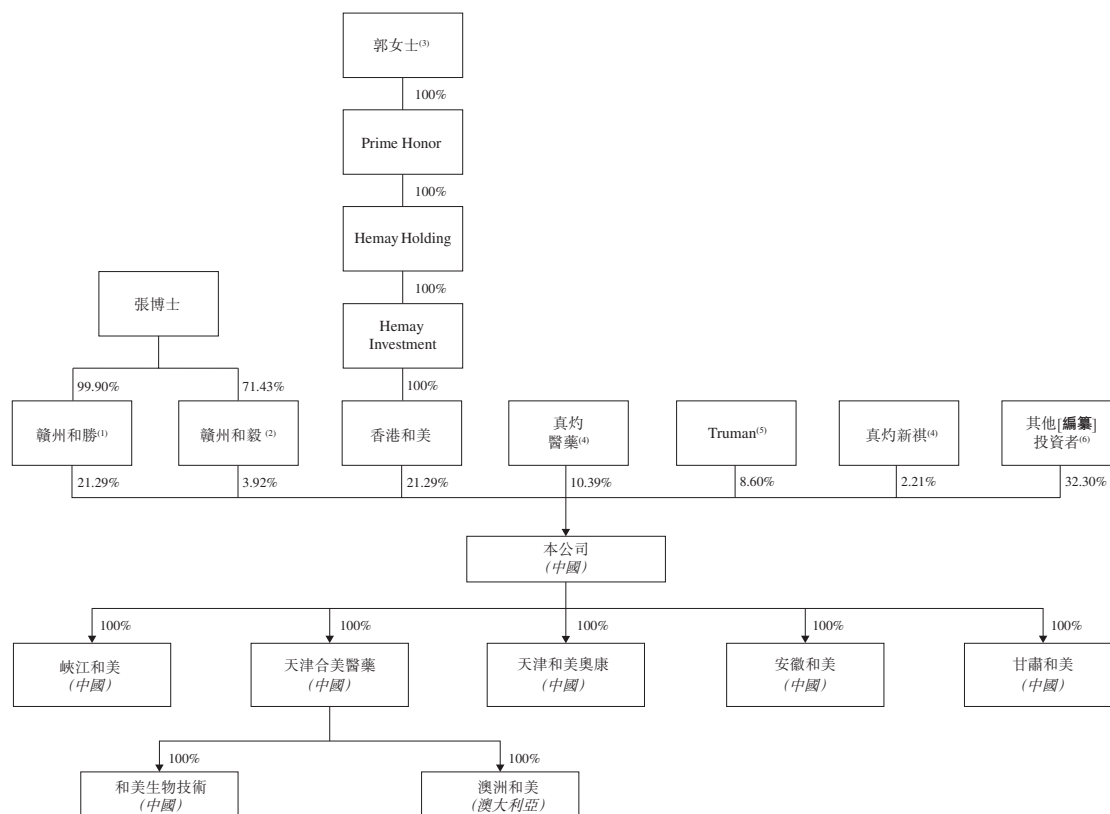 郭女士(3)
100%
Prime Honor
100%
Hemay Holding
100%
張博士
Hemay
Investment
99.90%
71.43%
100%
贛州和勝(1)
贛州和毅(2)
香港和美
真灼
醫藥(4)
Truman(5)
真灼新祺(4)
其他[編纂]
投資者(6)
21.29%
3.92%
21.29%
10.39%
8.60%
2.21%
32.30%
本公司
(中國)
100%
100%
100%
100%
100%
峽江和美
(中國)
天津合美醫藥
(中國)
天津和美奧康
(中國)
安徽和美
(中國)
甘肅和美
(中國)
100%
100%
和美生物技術
(中國)
澳洲和美
(澳大利亞)